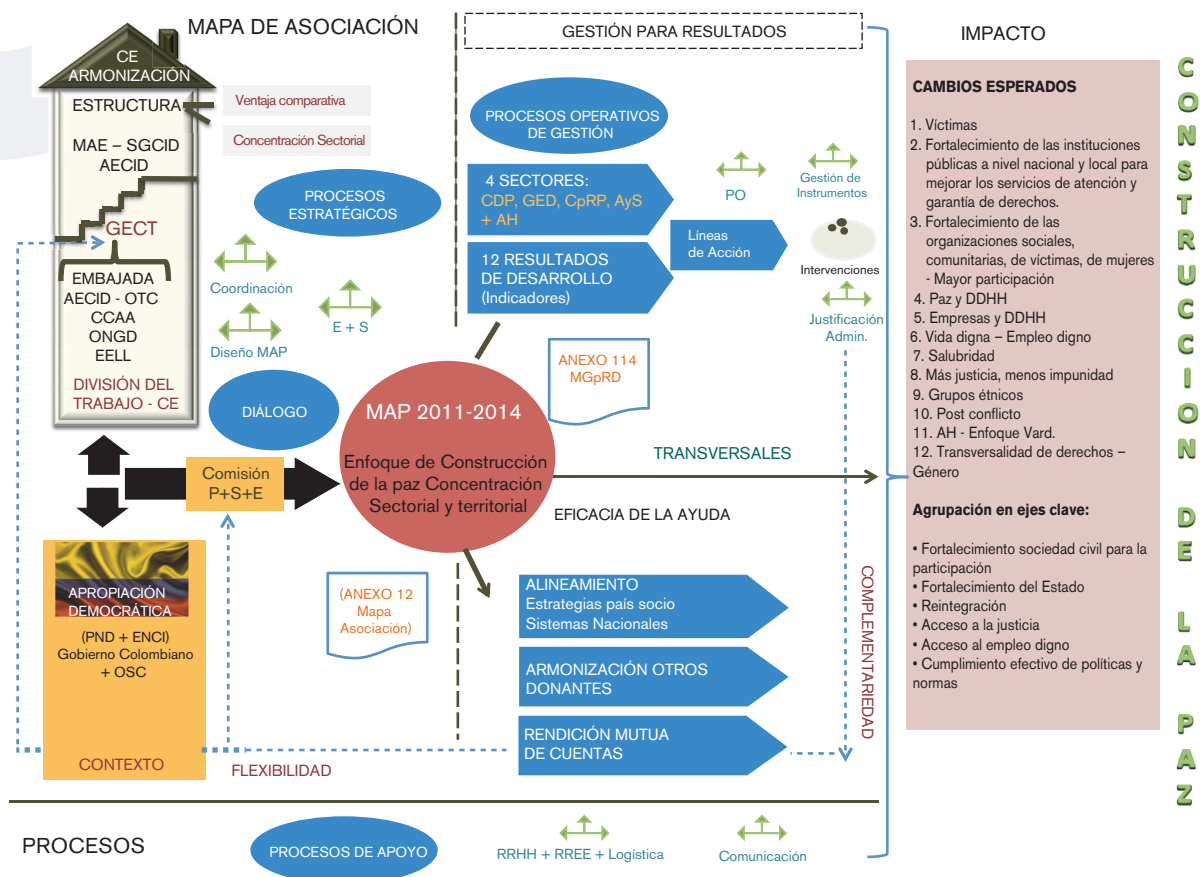 MAPA DE ASOCIACIÓN
GESTIÓN PARA RESULTADOS
IMPACTO
CE
ARMONIZACIÓN
ESTRUCTURA
MAE – SGCID
AECID
GECT
EMBAJADA
AECID - OTC
CCAA
ONGD
EELL
DIVISIÓN DEL
TRABAJO - CE
Ventaja comparativa
Concentración Sectorial
PROCESOS
ESTRATÉGICOS
Coordinación
E + S
Diseño MAP
DIÁLOGO
Comisión
P+S+E
APROPIACIÓN
DEMOCRÁTICA
(PND + ENCI)
Gobierno Colombiano
+ OSC
CONTEXTO
FLEXIBILIDAD
MAP 2011-2014
Enfoque de Construcción
de la paz Concentración
Sectorial y territorial
(ANEXO 12
Mapa
Asociación)
PROCESOS OPERATIVOS
DE GESTIÓN
4 SECTORES:
CDP, GED, CpRP, AyS
+ AH
12 RESULTADOS
DE DESARROLLO
(Indicadores)
PO
Gestión de
Instrumentos
Líneas
de Acción
Intervenciones
Justificación
Admin.
ANEXO 114
MGpRD
TRANSVERSALES
EFICACIA DE LA AYUDA
ALINEAMIENTO
Estrategias país socio
Sistemas Nacionales
ARMONIZACIÓN OTROS
DONANTES
RENDICIÓN MUTUA
DE CUENTAS
COMPLEMENTARIEDAD
CAMBIOS ESPERADOS
1. Víctimas
2. Fortalecimiento de las instituciones
públicas a nivel nacional y local para
mejorar los servicios de atención y
garantía de derechos.
3. Fortalecimiento de las
organizaciones sociales,
comunitarias, de víctimas, de mujeres
- Mayor participación
4. Paz y DDHH
5. Empresas y DDHH
6. Vida digna – Empleo digno
7. Salubridad
8. Más justicia, menos impunidad
9. Grupos étnicos
10. Post conflicto
11. AH - Enfoque Vard.
12. Transversalidad de derechos –
Género
Agrupación en ejes clave:
• Fortalecimiento sociedad civil para la
participación
• Fortalecimiento del Estado
• Reintegración
• Acceso a la justicia
• Acceso al empleo digno
• Cumplimiento efectivo de políticas y
normas
CONSTRUCCION DE LA PAZ
PROCESOS
PROCESOS DE APOYO
RRHH + RREE + Logística
Comunicación